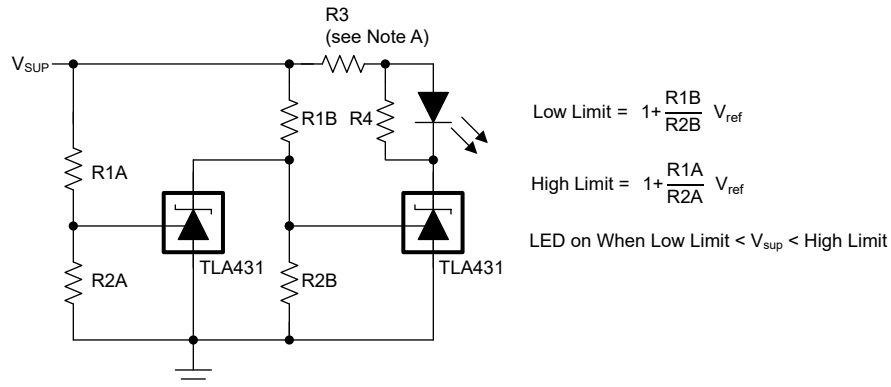 R3
(see Note A)
VSUP
R1B
R4
R1A
R2A
TLA431
R2B
TLA431
Low Limit = 1+ R1B/R2B Vref
High Limit = 1+ R1A/R2A Vref
LED on When Low Limit < Vsup < High Limit